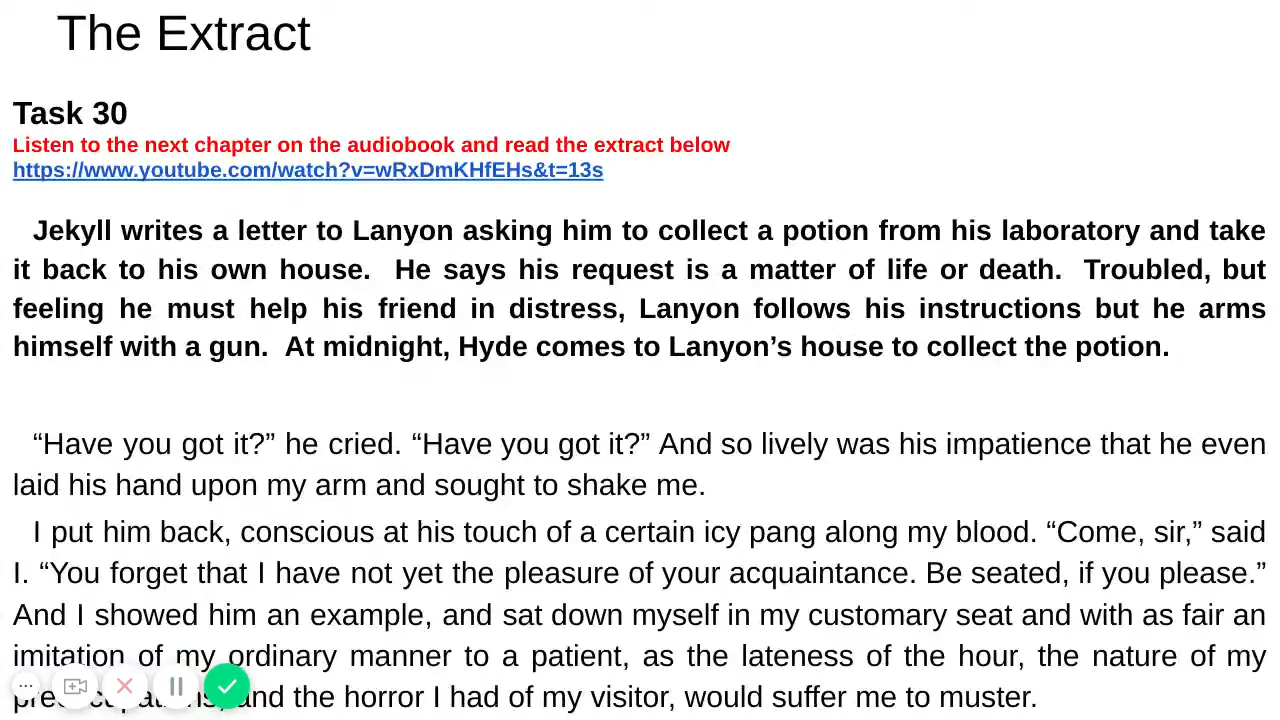 The Extract
Task 30
Listen to the next chapter on the audiobook and read the extract below
https://www.youtube.com/watch?v=wRxDmKHfEHs&t=13s
Jekyll writes a letter to Lanyon asking him to collect a potion from his laboratory and take
it back to his own house.  He says his request is a matter of life or death.  Troubled, but
feeling he must help his friend in distress, Lanyon follows his instructions but he arms
himself with a gun.  At midnight, Hyde comes to Lanyon’s house to collect the potion.
“Have you got it?” he cried. “Have you got it?” And so lively was his impatience that he even
laid his hand upon my arm and sought to shake me.
I put him back, conscious at his touch of a certain icy pang along my blood. “Come, sir,” said
I. “You forget that I have not yet the pleasure of your acquaintance. Be seated, if you please.”
And I showed him an example, and sat down myself in my customary seat and with as fair an
imitation of my ordinary manner to a patient, as the lateness of the hour, the nature of my
and the horror I had of my visitor, would suffer me to muster.